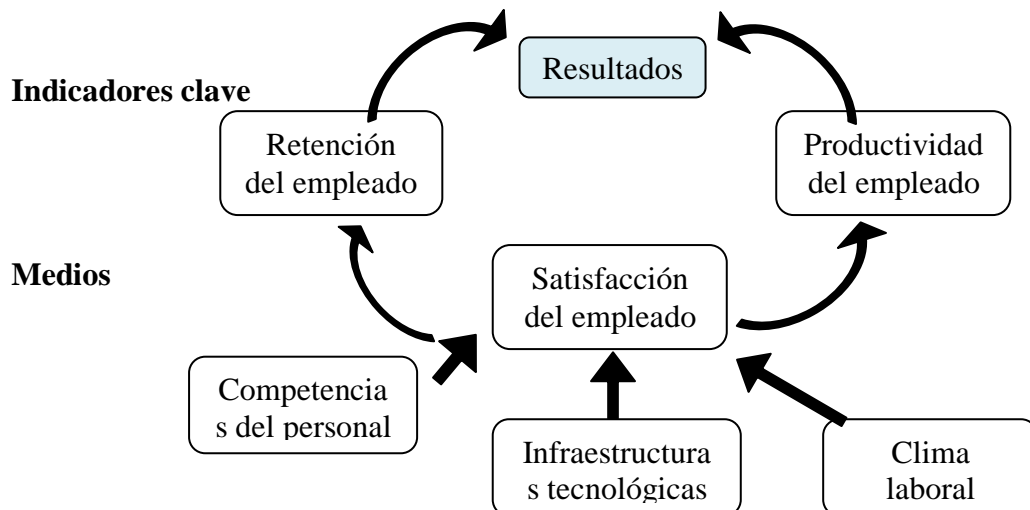 Resultados
Indicadores clave
Retención
del empleado
Productividad
del empleado
Medios
Satisfacción
del empleado
Competencia
s del personal
Infraestructura
s tecnológicas
Clima
laboral